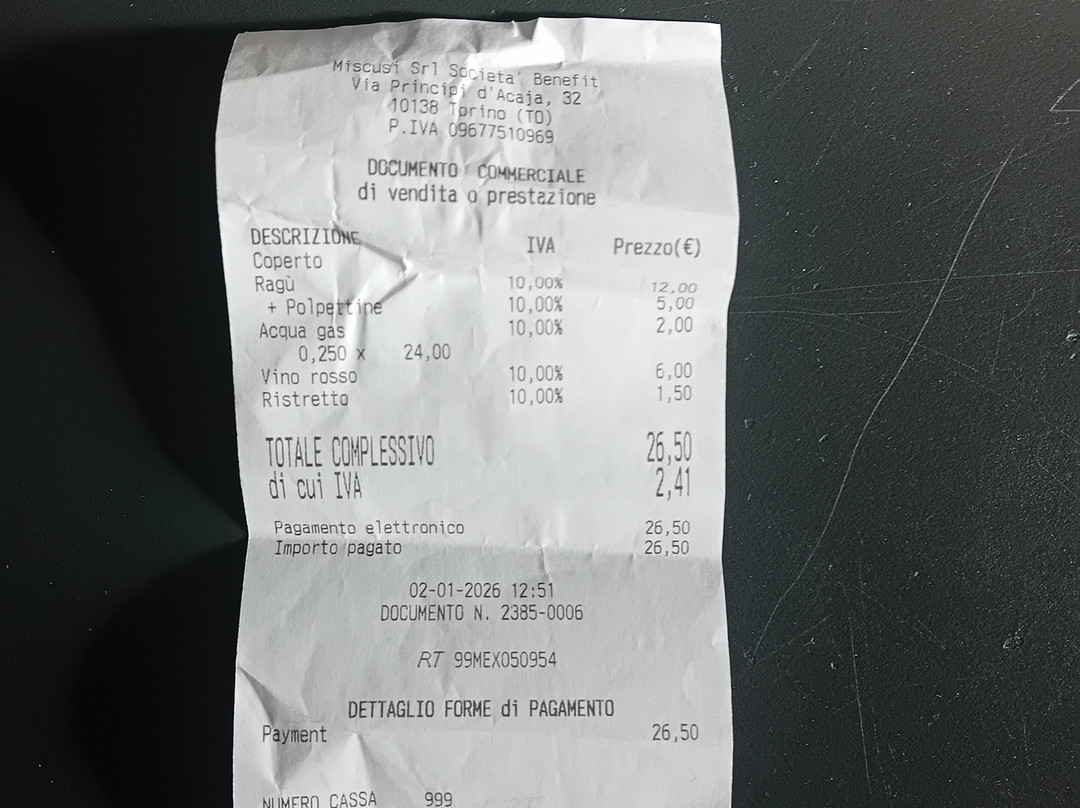 Miscusi Srl Societa' Benefit
Via Principi d'Acaja, 32
10138 Torino (TO)
P.IVA 09677510969
DOCUMENTO COMMERCIALE
di vendita o prestazione
DESCRIZIONE IVA Prezzo(€)
Coperto
Ragù 10,00% 12,00
+ Polpettine 10,00% 5,00
Acqua gas 10,00% 2,00
0,250 x 24,00
Vino rosso 10,00% 6,00
Ristretto 10,00% 1,50
TOTALE COMPLESSIVO 26,50
di cui IVA 2,41
Pagamento elettronico 26,50
Importo pagato 26,50
02-01-2026 12:51
DOCUMENTO N. 2385-0006
RT 99MEX050954
DETTAGLIO FORME di PAGAMENTO
Payment 26,50
NUMERO CASSA 999